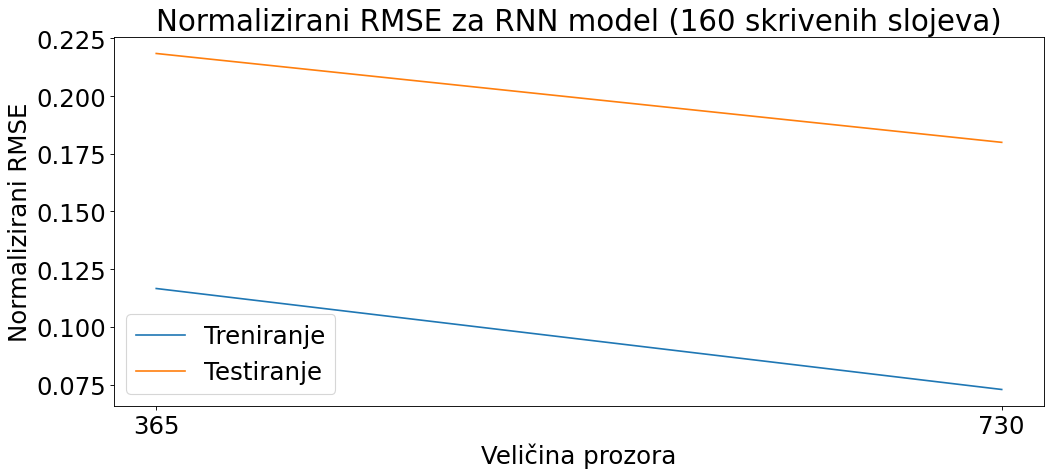 Normalizirani RMSE za RNN model (160 skrivenih slojeva)
Normalizirani RMSE
0.225
0.200
0.175
0.150
0.125
0.100
0.075
Treniranje
Testiranje
365
730
Veličina prozora